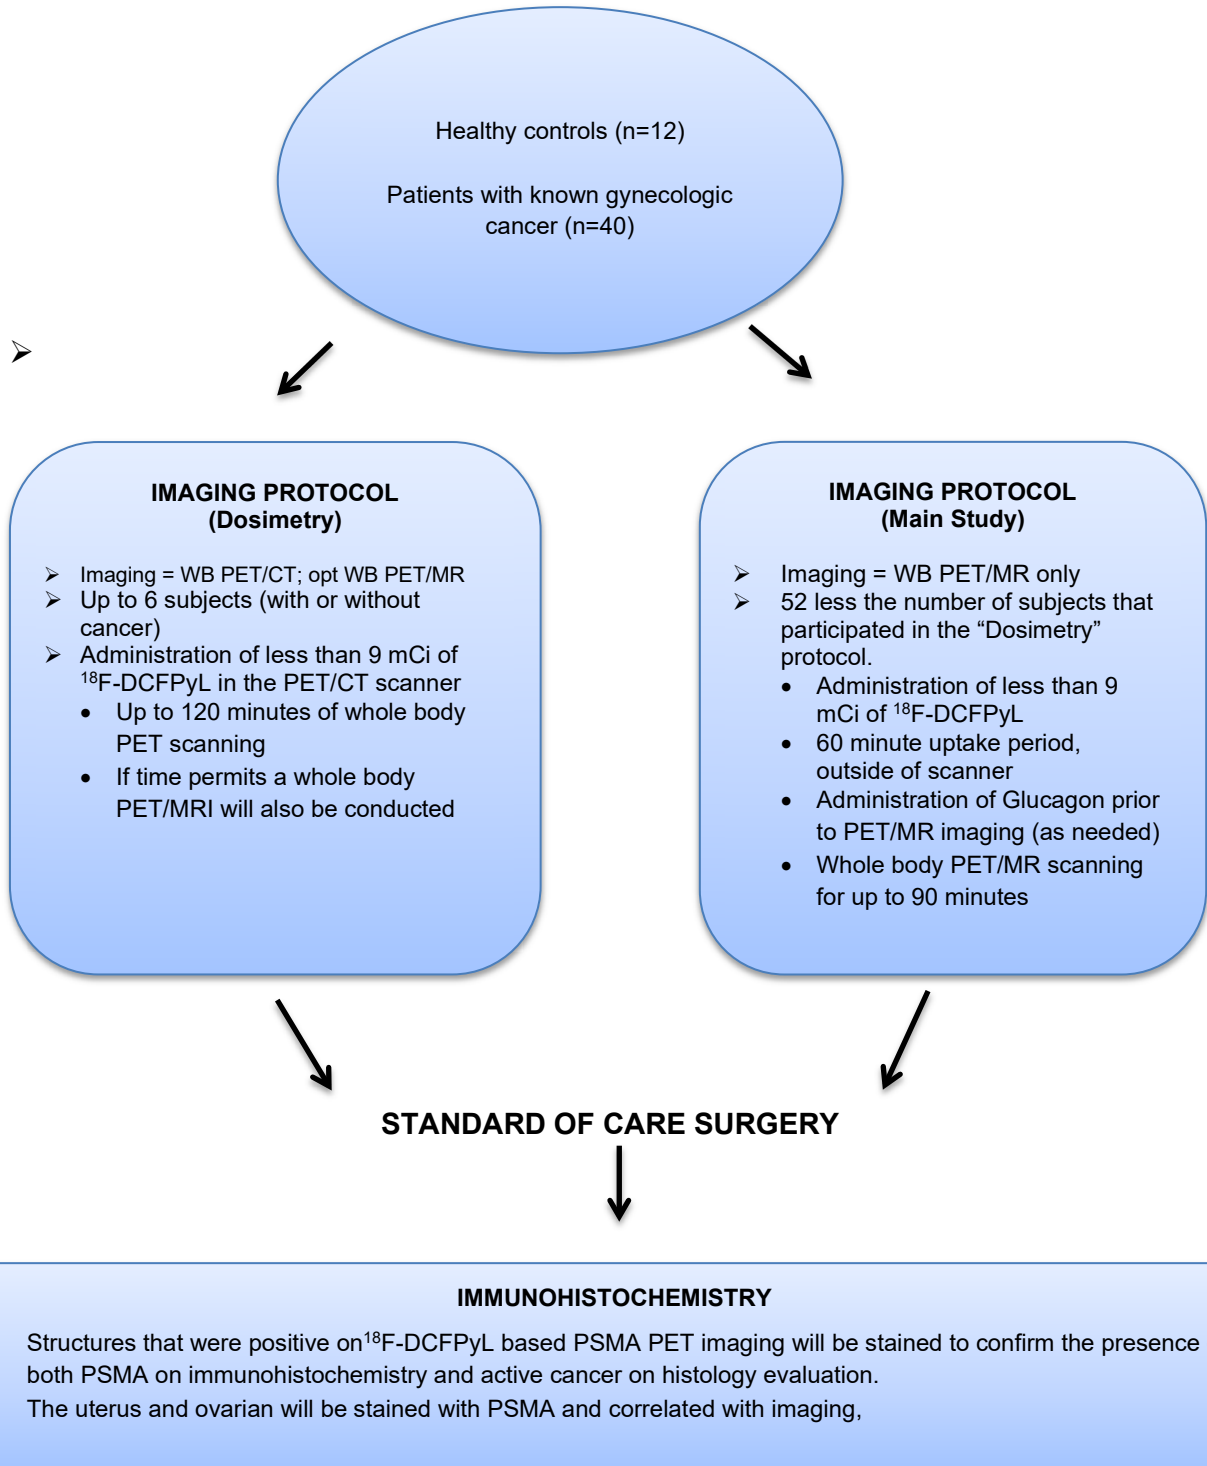 Healthy controls (n=12)
Patients with known gynecologic
cancer (n=40)
➢
IMAGING PROTOCOL
(Dosimetry)
➢ Imaging = WB PET/CT; opt WB PET/MR
➢ Up to 6 subjects (with or without
cancer)
➢ Administration of less than 9 mCi of
¹⁸F-DCFPyL in the PET/CT scanner
• Up to 120 minutes of whole body
PET scanning
• If time permits a whole body
PET/MRI will also be conducted
IMAGING PROTOCOL
(Main Study)
➢ Imaging = WB PET/MR only
➢ 52 less the number of subjects that
participated in the “Dosimetry”
protocol.
• Administration of less than 9
mCi of ¹⁸F-DCFPyL
• 60 minute uptake period,
outside of scanner
• Administration of Glucagon prior
to PET/MR imaging (as needed)
• Whole body PET/MR scanning
for up to 90 minutes
STANDARD OF CARE SURGERY
IMMUNOHISTOCHEMISTRY
Structures that were positive on¹⁸F-DCFPyL based PSMA PET imaging will be stained to confirm the presence
both PSMA on immunohistochemistry and active cancer on histology evaluation.
The uterus and ovarian will be stained with PSMA and correlated with imaging,